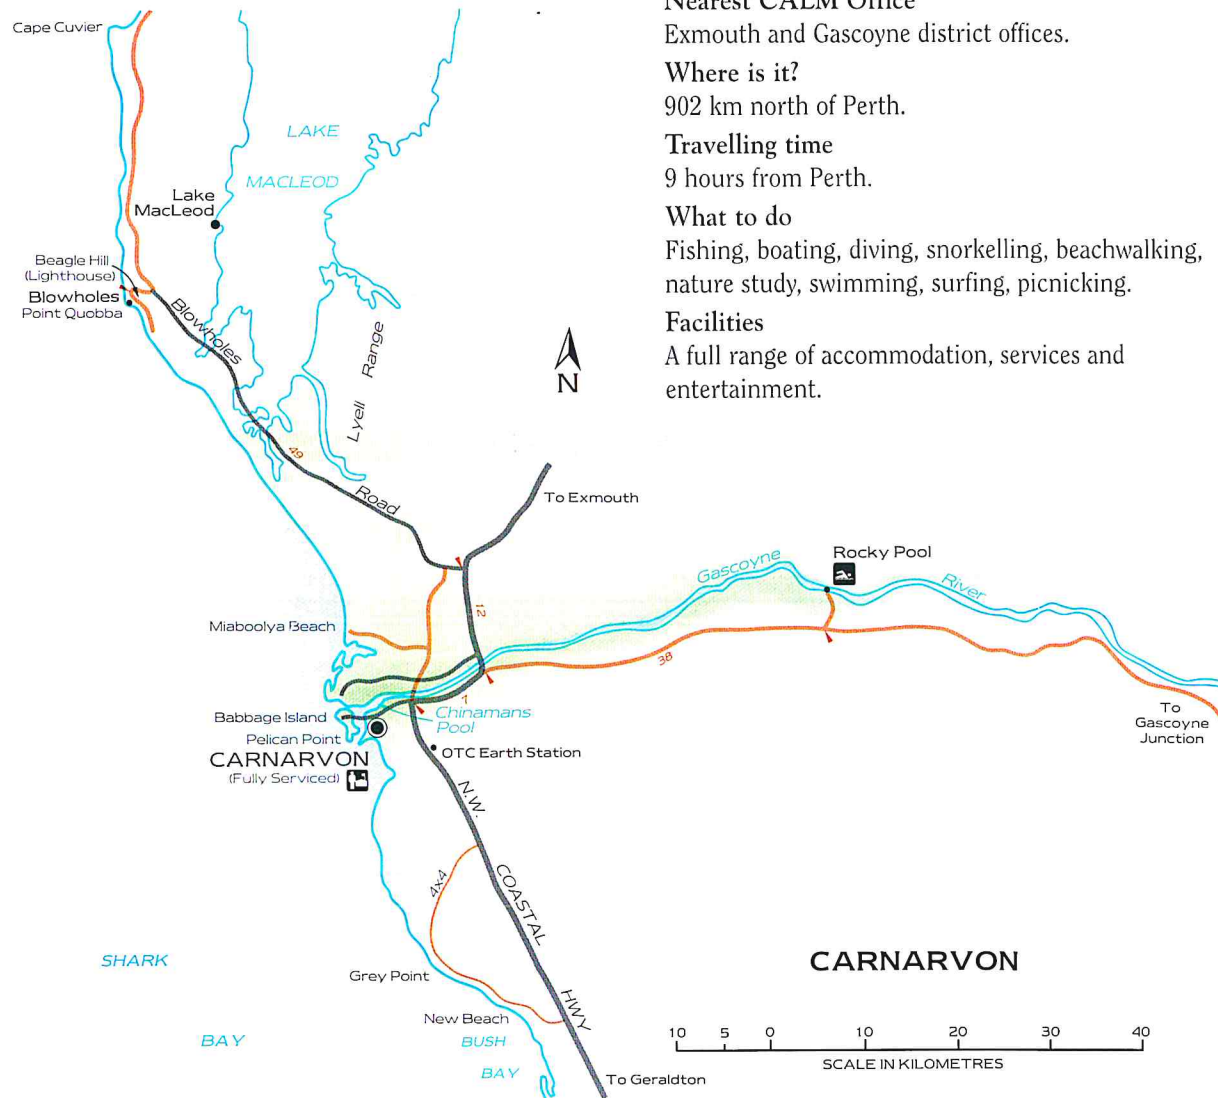 Nearest CALM Office
Exmouth and Gascoyne district offices.
Where is it?
902 km north of Perth.
Travelling time
9 hours from Perth.
What to do
Fishing, boating, diving, snorkelling, beachwalking,
nature study, swimming, surfing, picnicking.
Facilities
A full range of accommodation, services and
entertainment.
Cape Cuvier
LAKE
MACLEOD
Lake
MacLeod
Beagle Hill
(Lighthouse)
Blowholes
Point Quobba
Blowholes
Road
49
Lyell Range
N
To Exmouth
12
Gascoyne
River
Rocky Pool
Miaboolya Beach
38
7
Babbage Island
Chinamans
Pool
Pelican Point
CARNARVON
(Fully Serviced)
OTC Earth Station
To
Gascoyne
Junction
N.W.
COASTAL
HWY
4x4
SHARK
BAY
Grey Point
New Beach
BUSH
BAY
To Geraldton
CARNARVON
10 5 0 10 20 30 40
SCALE IN KILOMETRES